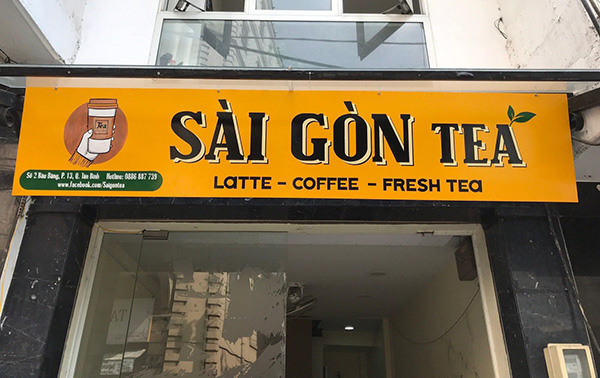 SÀI GÒN TEA
Tea
LATTE - COFFEE - FRESH TEA
Số 2 Bàu Bàng, P. 13, Q. Tân Bình Hotline: 0886 887 739
www.facebook.com/Saigontea